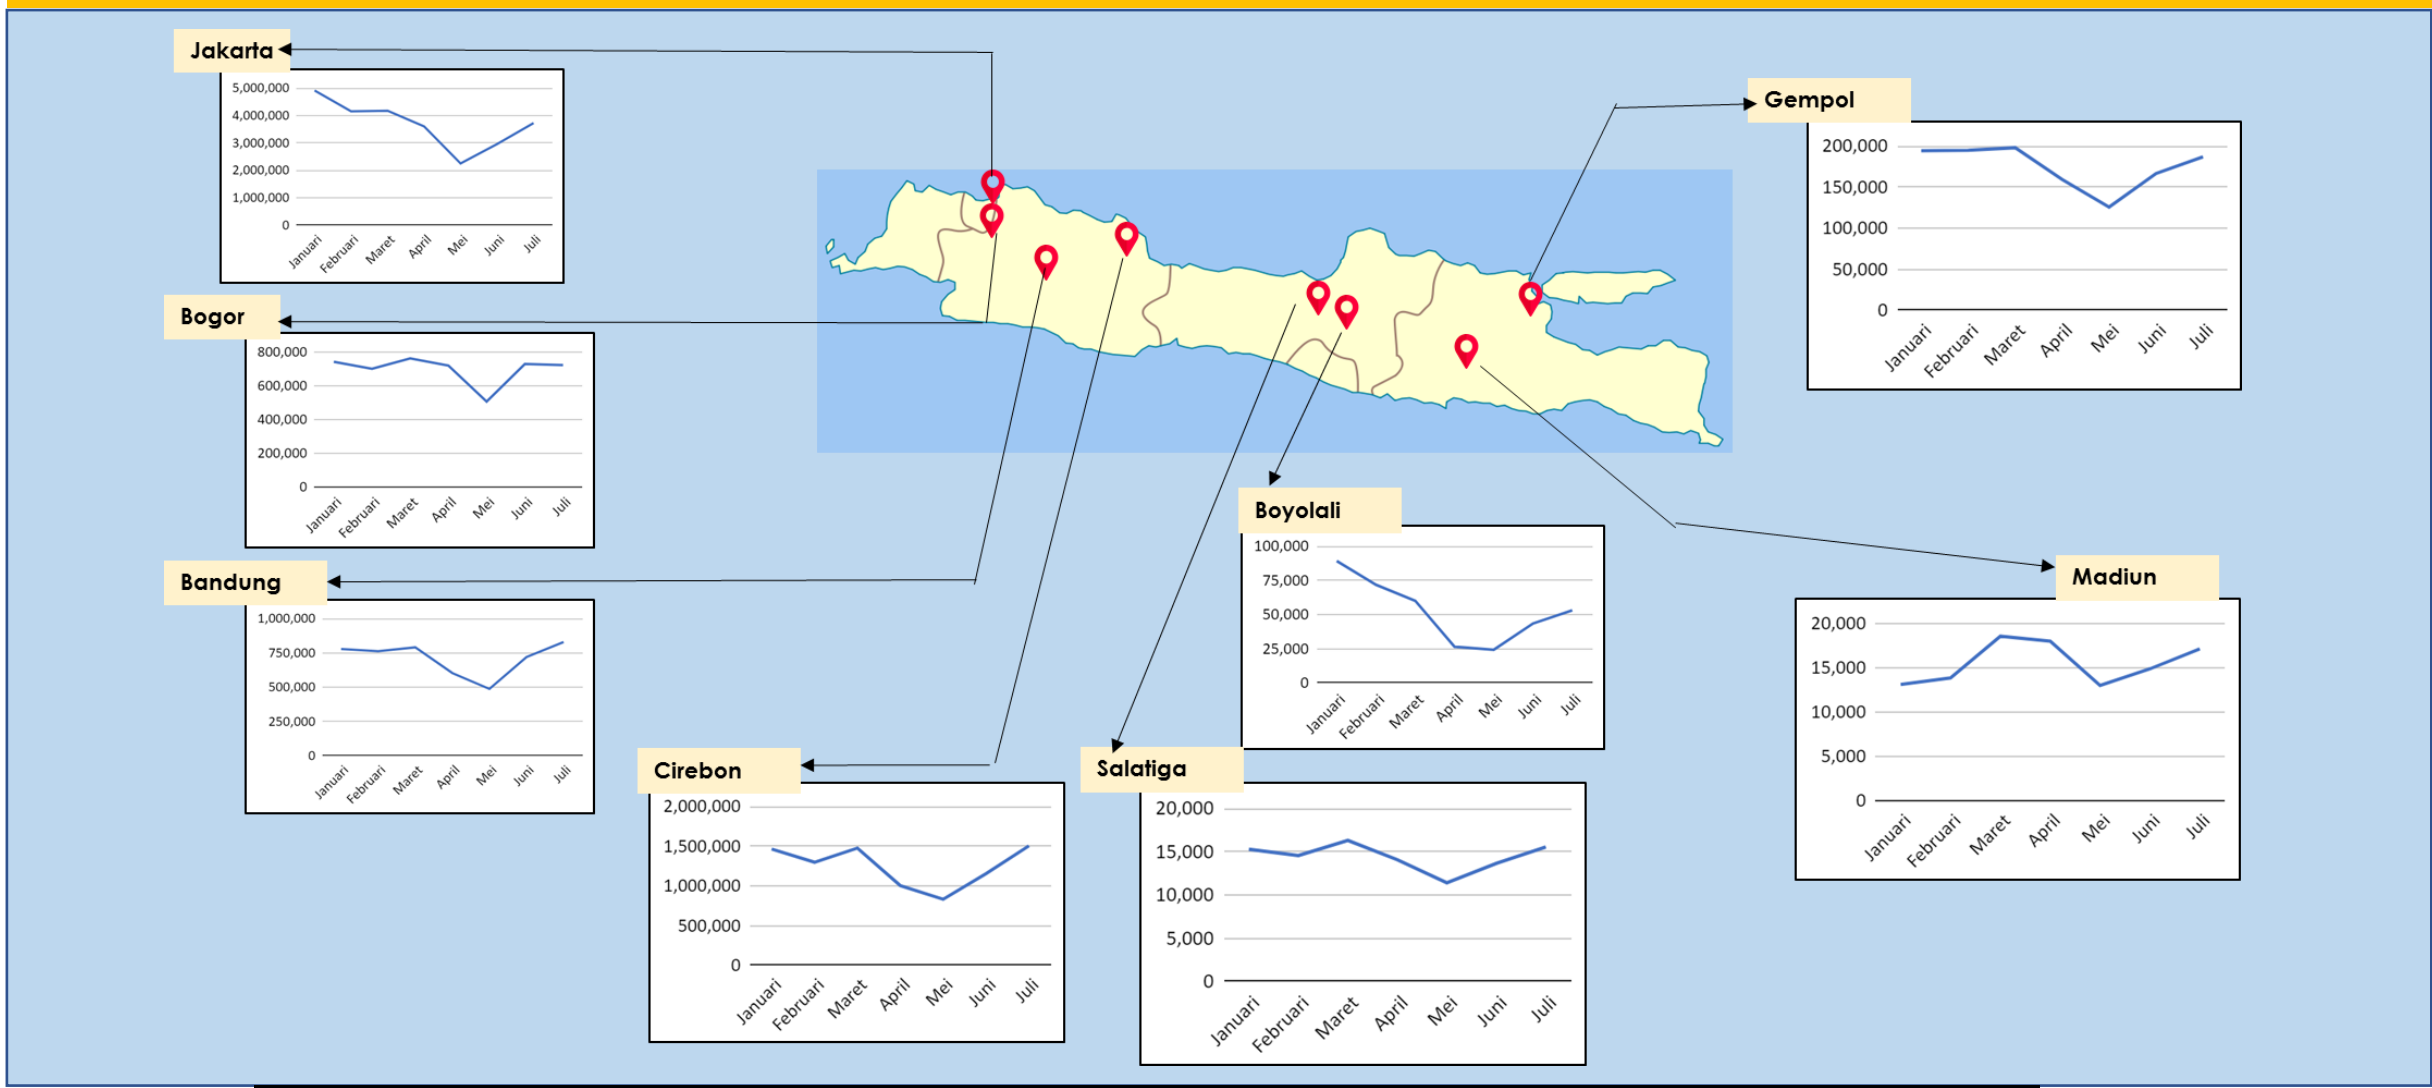 Jakarta
5,000,000
4,000,000
3,000,000
2,000,000
1,000,000
0
Januari Februari Maret April Mei Juni Juli
Bogor
800,000
600,000
400,000
200,000
0
Januari Februari Maret April Mei Juni Juli
Bandung
1,000,000
750,000
500,000
250,000
0
Januari Februari Maret April Mei Juni Juli
Cirebon
2,000,000
1,500,000
1,000,000
500,000
0
Januari Februari Maret April Mei Juni Juli
Salatiga
20,000
15,000
10,000
5,000
0
Januari Februari Maret April Mei Juni Juli
Boyolali
100,000
75,000
50,000
25,000
0
Januari Februari Maret April Mei Juni Juli
Gempol
200,000
150,000
100,000
50,000
0
Januari Februari Maret April Mei Juni Juli
Madiun
20,000
15,000
10,000
5,000
0
Januari Februari Maret April Mei Juni Juli